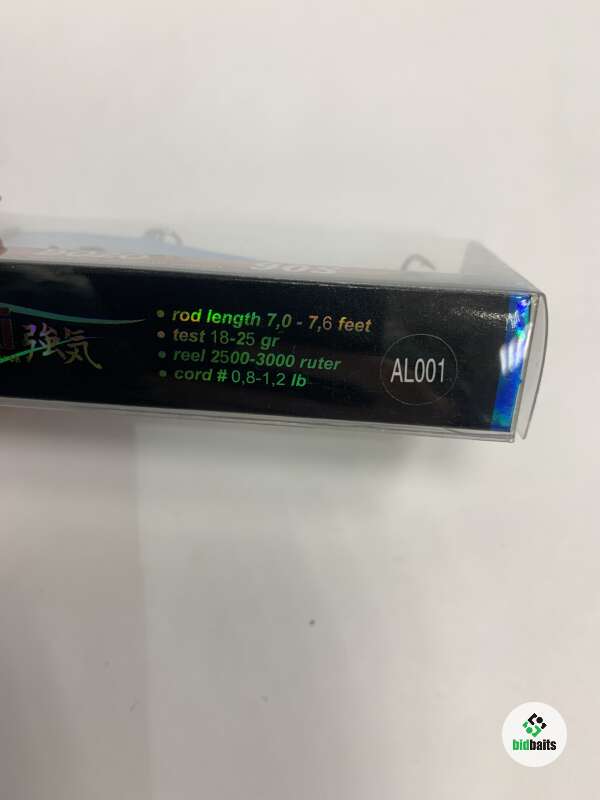 強気
• rod length 7,0 - 7,6 feet
• test 18-25 gr
• reel 2500-3000 ruter
• cord # 0,8-1,2 lb
AL001
bidbaits